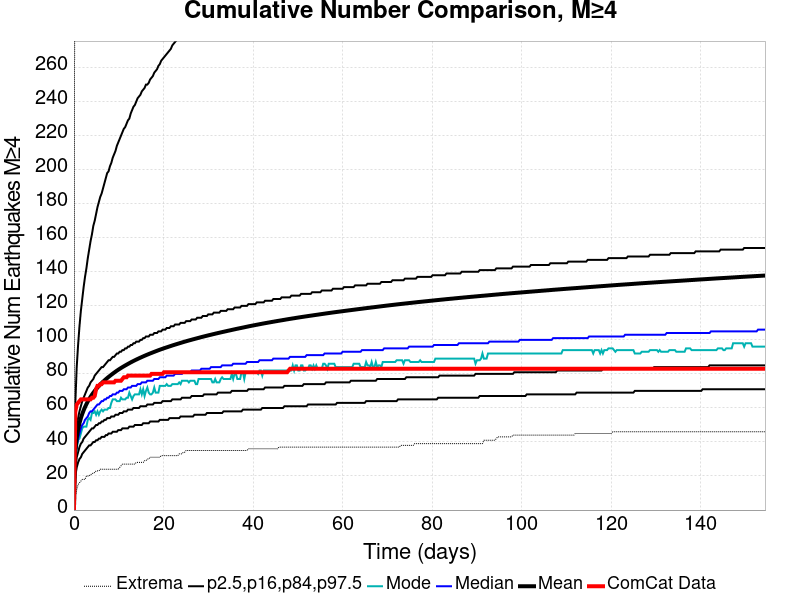 Cumulative Number Comparison, M≥4
Cumulative Num Earthquakes M≥4
260
240
220
200
180
160
140
120
100
80
60
40
20
0
0 20 40 60 80 100 120 140
Time (days)
Extrema p2.5,p16,p84,p97.5 Mode Median Mean ComCat Data